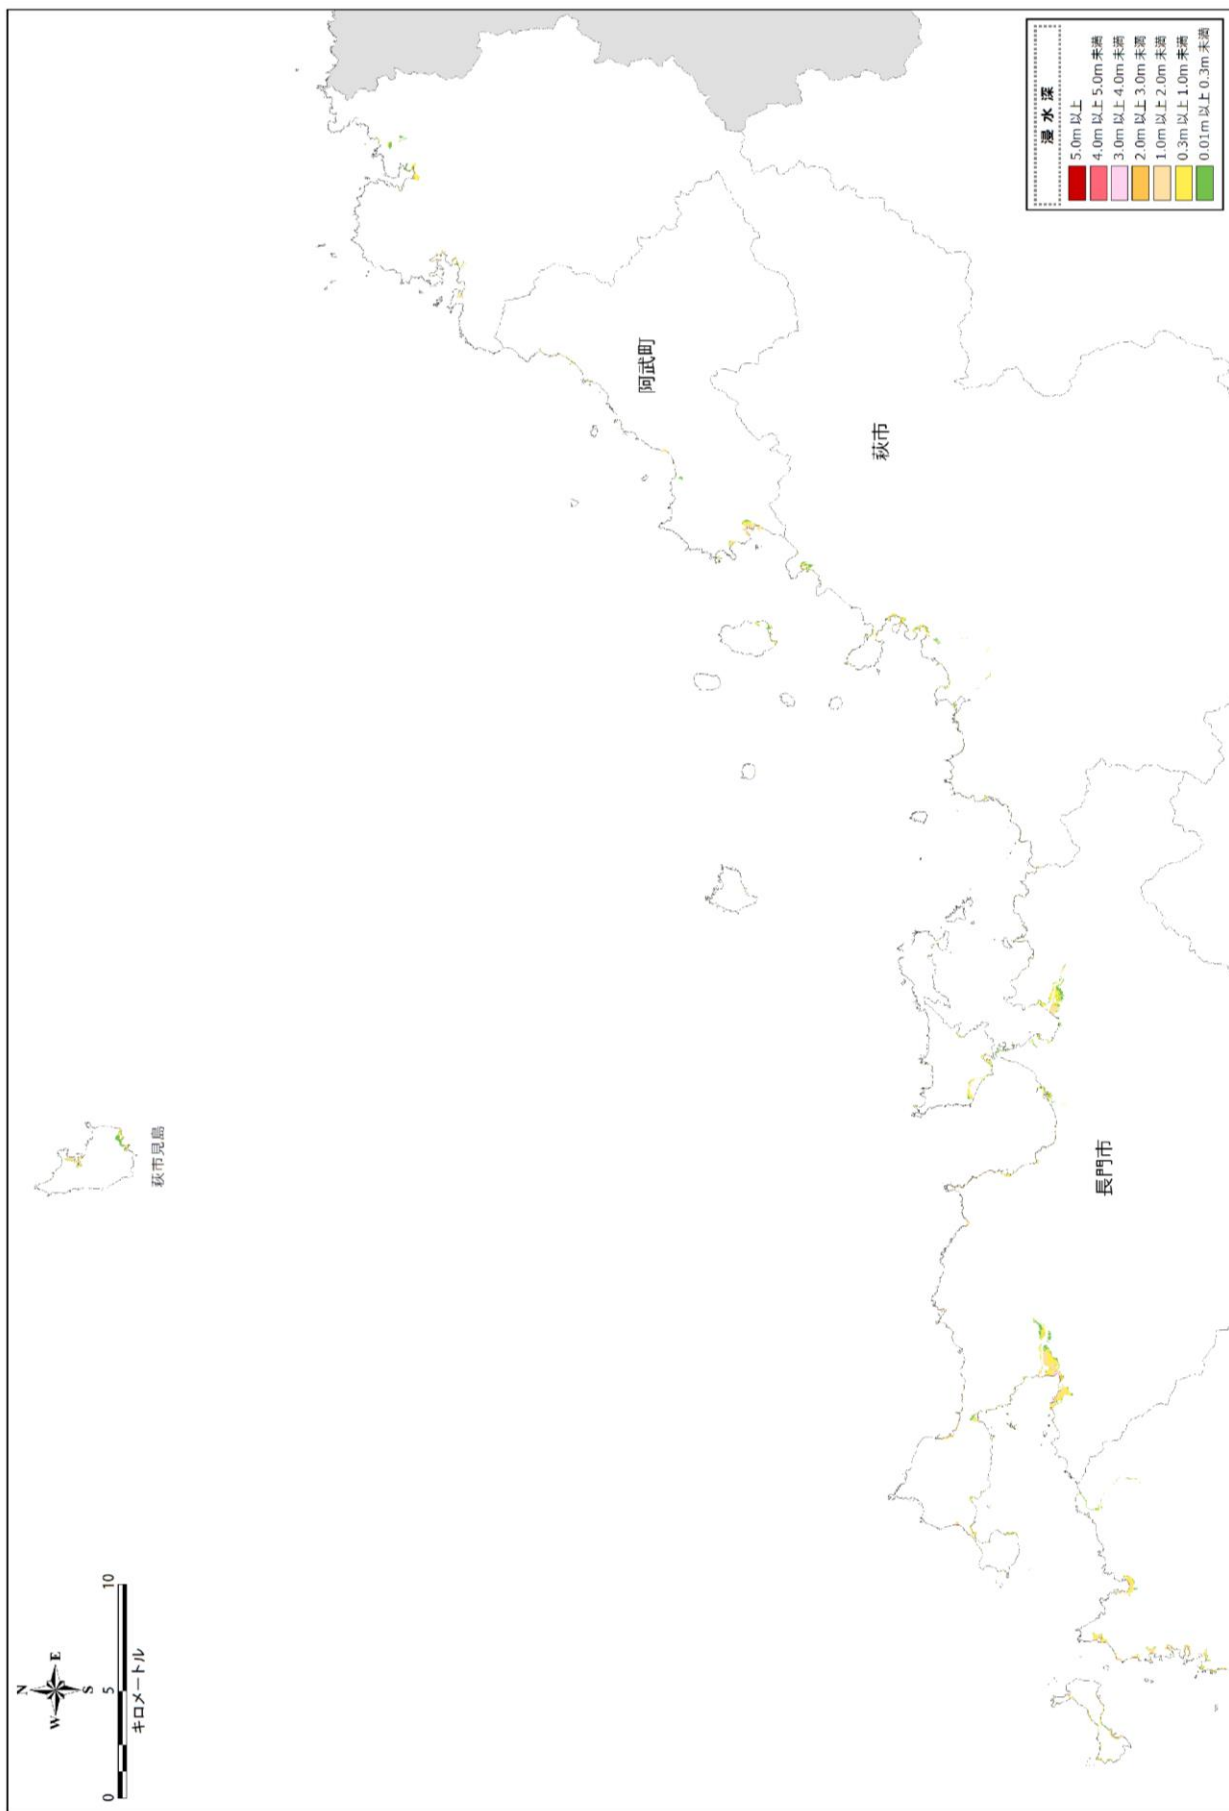 N
W
E
S
0
5
10
キロメートル
萩市見島
阿武町
萩市
長門市
浸水深
5.0m 以上
4.0m 以上 5.0m 未満
3.0m 以上 4.0m 未満
2.0m 以上 3.0m 未満
1.0m 以上 2.0m 未満
0.3m 以上 1.0m 未満
0.01m 以上 0.3m 未満